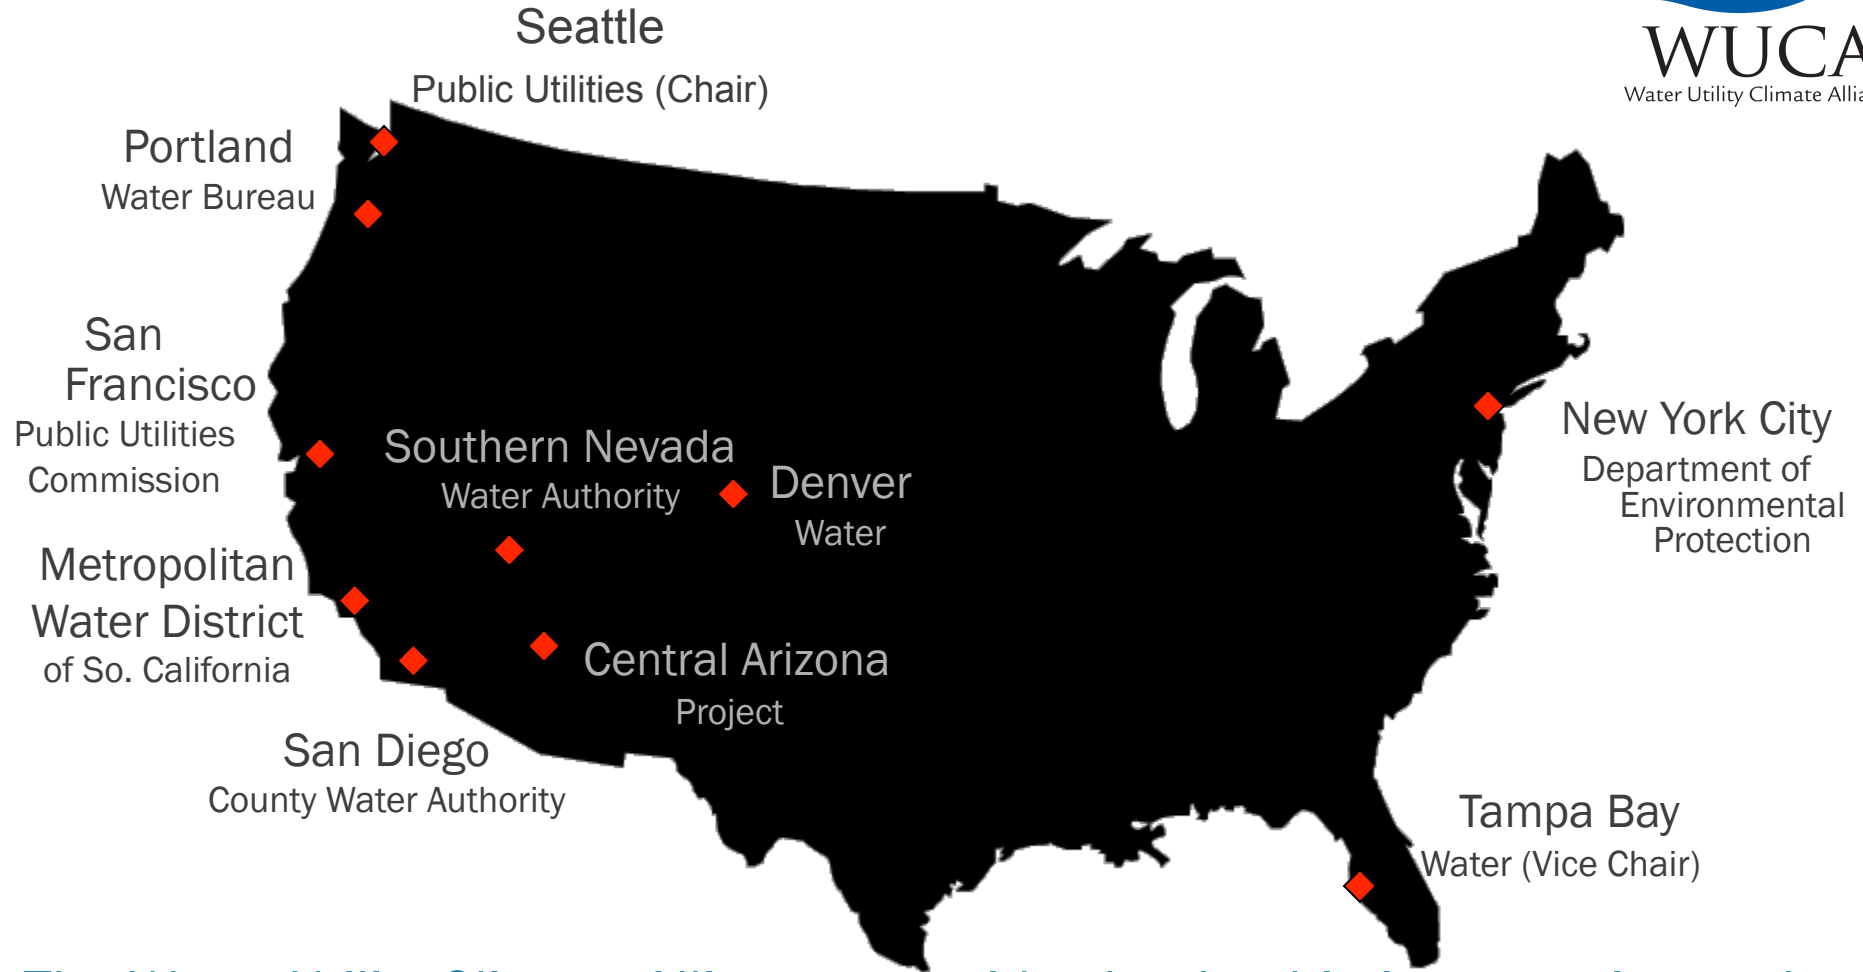 Seattle
Public Utilities (Chair)
WUCA
Water Utility Climate
Portland
Water Bureau
San
Francisco
Public Utilities
Commission
Southern Nevada
Water Authority
Denver
Water
New York City
Department of
Environmental
Protection
Metropolitan
Water District
of So. California
Central Arizona
Project
San Diego
County Water Authority
Tampa Bay
Water (Vice Chair)